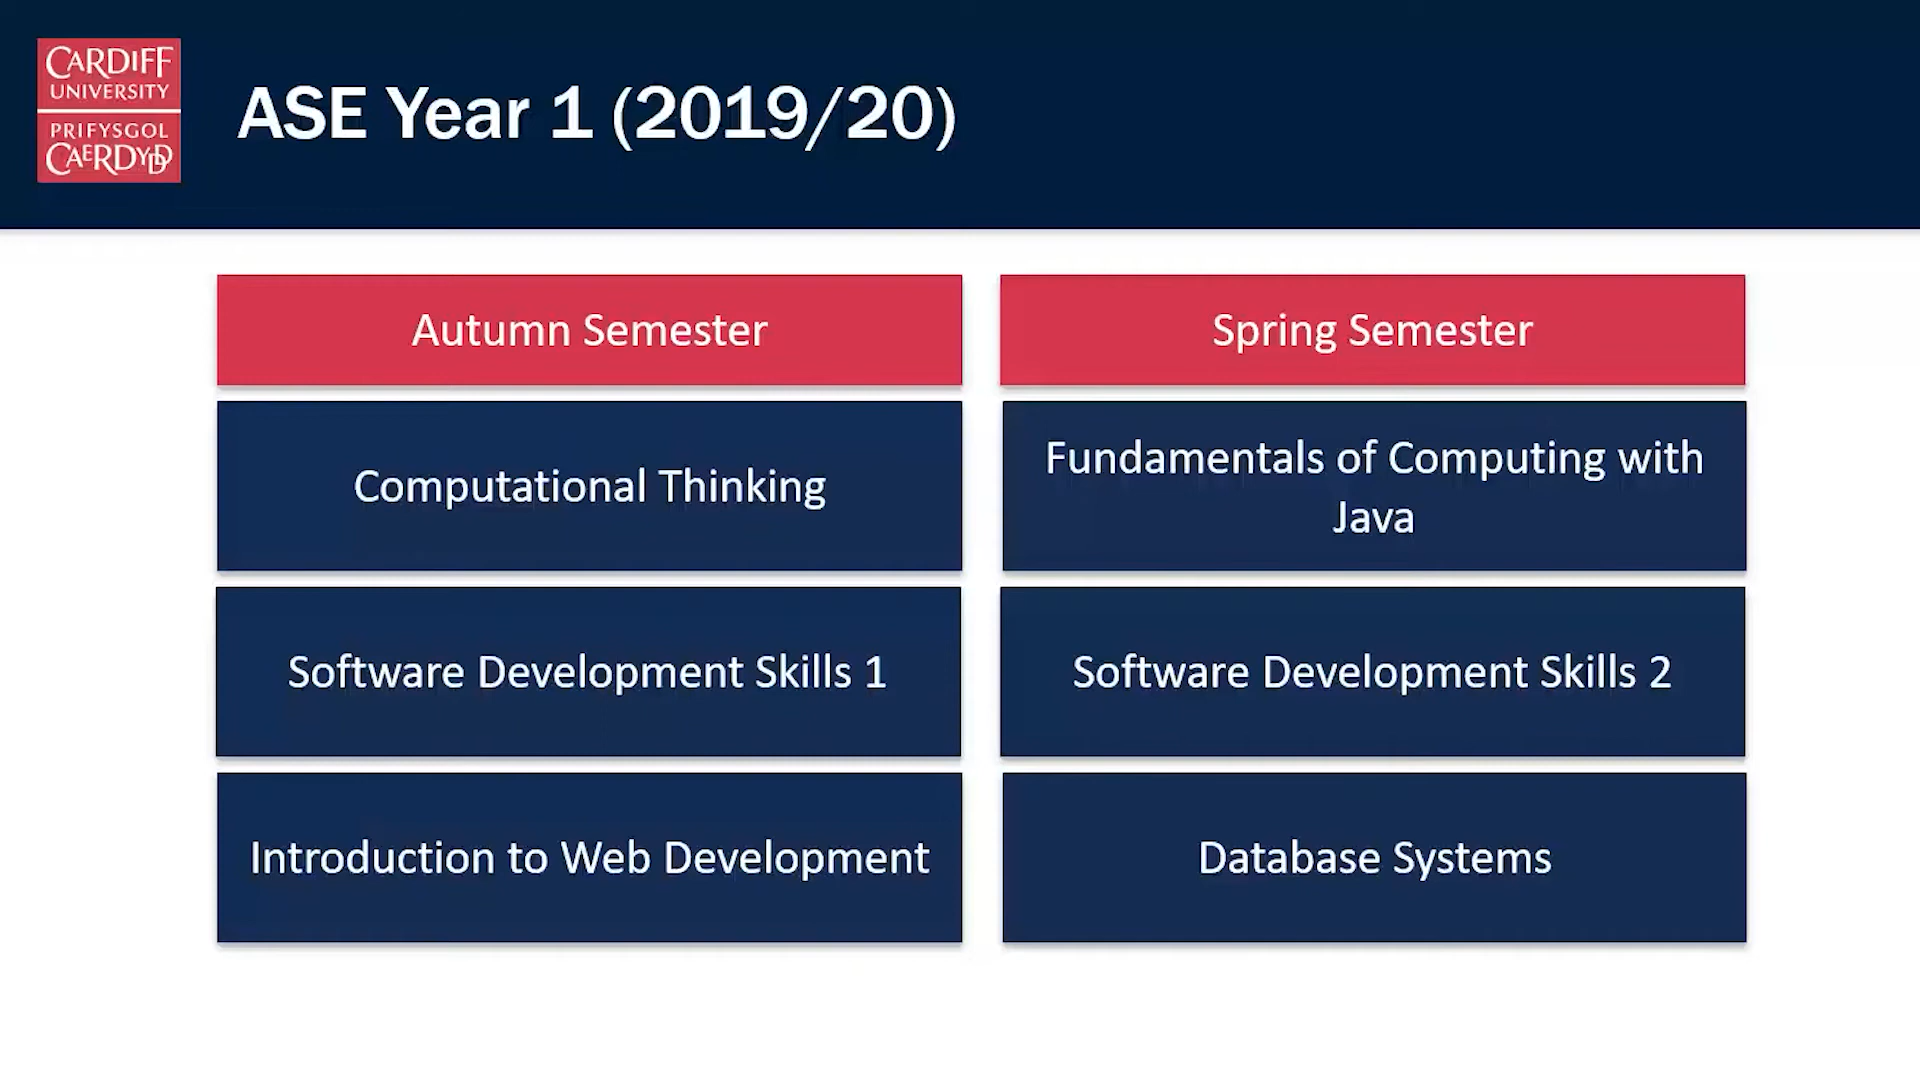 CARDIFF
UNIVERSITY
PRIFYSGOL
CAERDYDD
ASE Year 1 (2019/20)
Autumn Semester
Spring Semester
Computational Thinking
Fundamentals of Computing with
Java
Software Development Skills 1
Software Development Skills 2
Introduction to Web Development
Database Systems